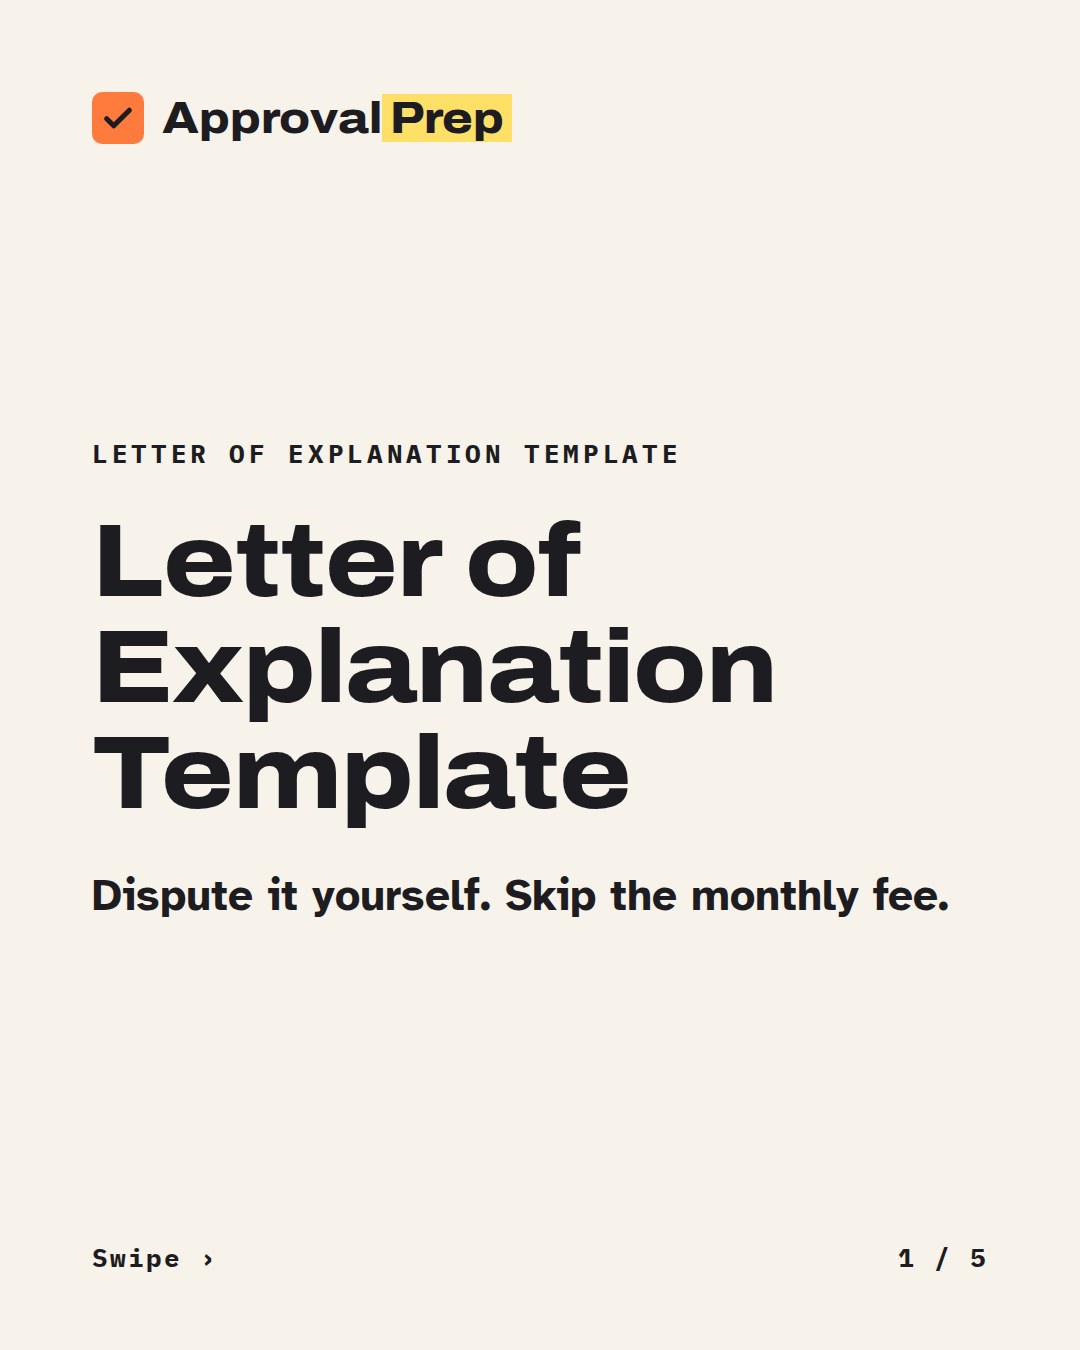 Approval Prep
LETTER OF EXPLANATION TEMPLATE
Letter of
Explanation
Template
Dispute it yourself. Skip the monthly fee.
Swipe ›
1 / 5